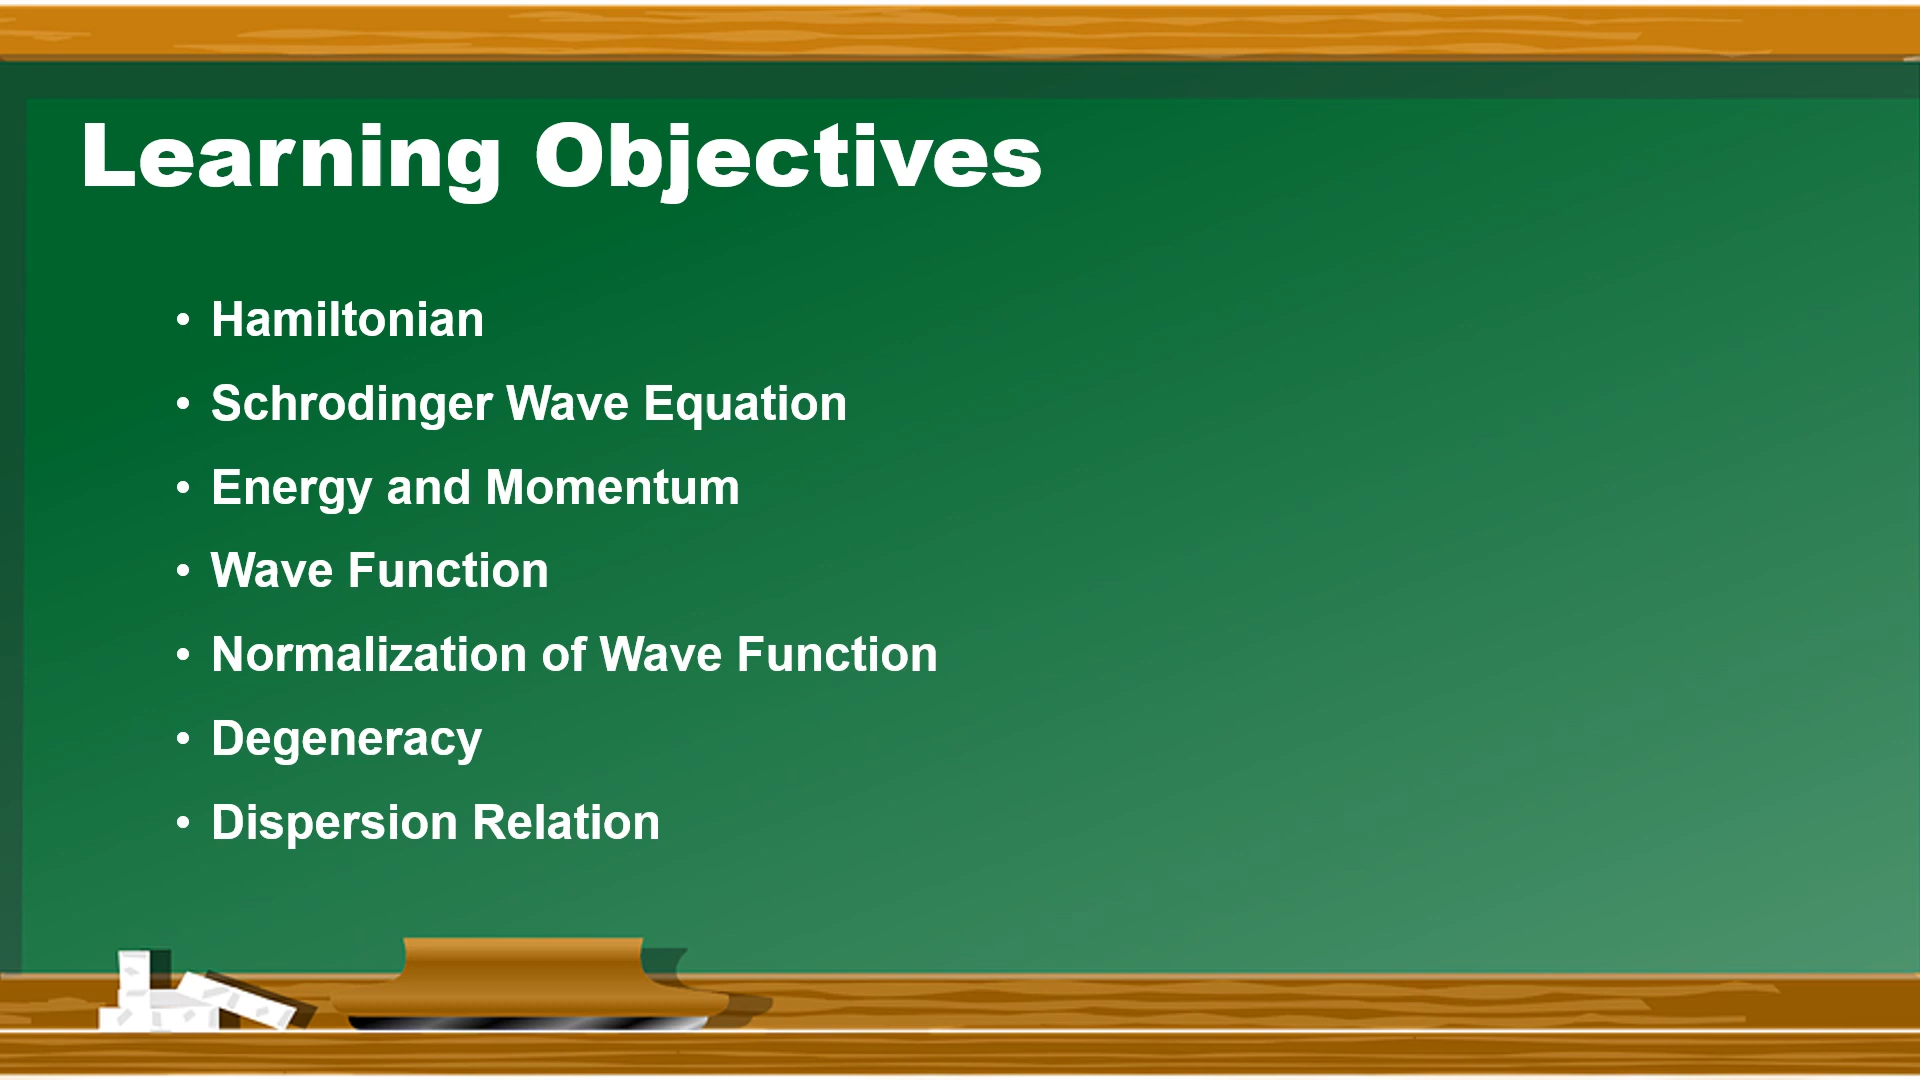 Learning Objectives
• Hamiltonian
• Schrodinger Wave Equation
• Energy and Momentum
• Wave Function
• Normalization of Wave Function
• Degeneracy
• Dispersion Relation